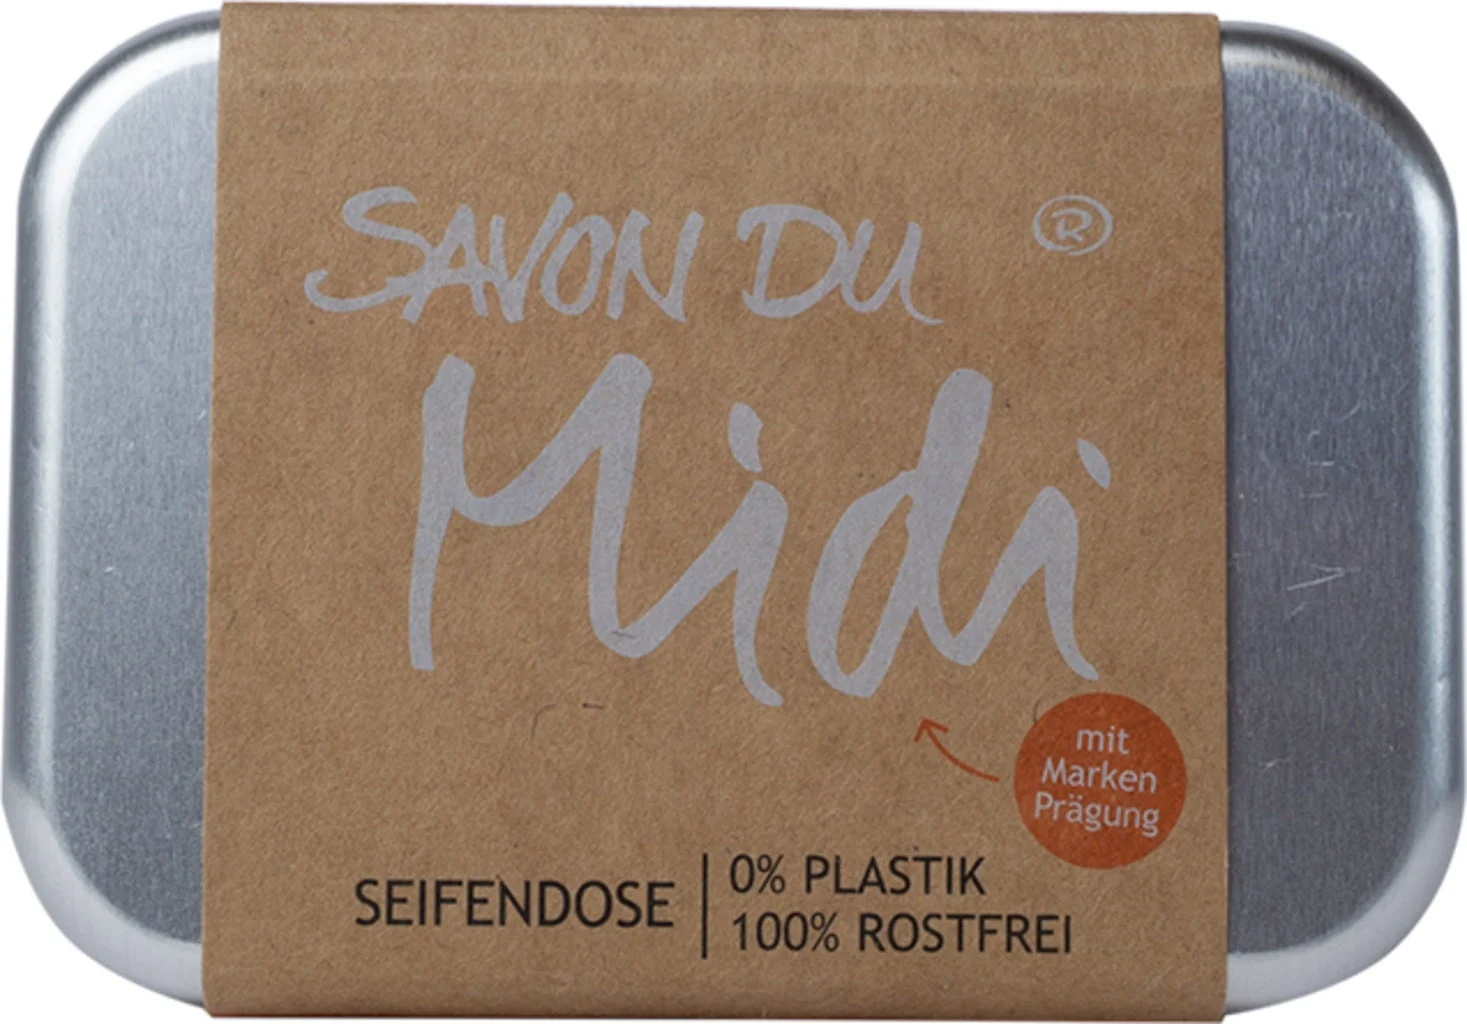 SAVON DU ®
Midi
mit
Marken
Prägung
SEIFENDOSE
0% PLASTIK
100% ROSTFREI